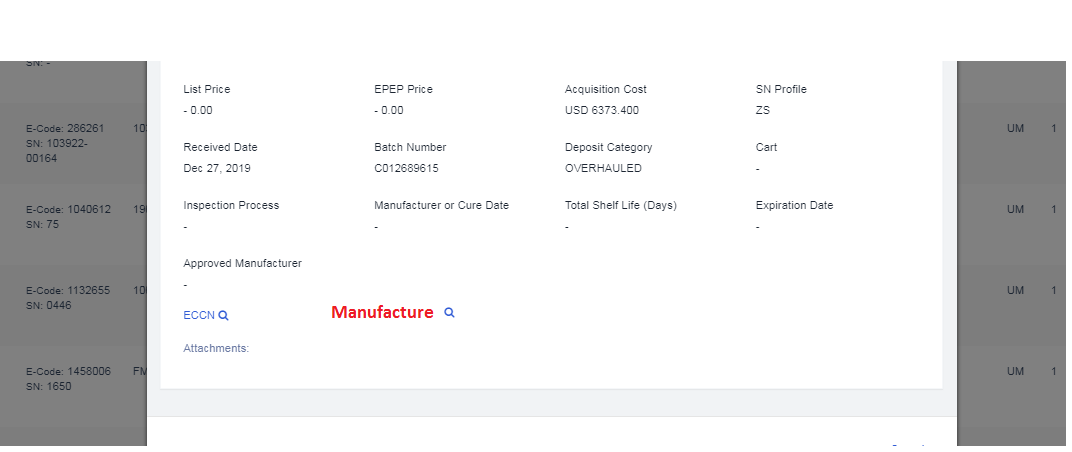 SN: -
List Price EPEP Price Acquisition Cost SN Profile
- 0.00 - 0.00 USD 6373.400 ZS
E-Code: 286261 UM 1
SN: 103922-
00164
Received Date Batch Number Deposit Category Cart
Dec 27, 2019 C012689615 OVERHAULED -
E-Code: 1040612 UM 1
SN: 75
Inspection Process Manufacturer or Cure Date Total Shelf Life (Days) Expiration Date
- - - -
Approved Manufacturer
-
E-Code: 1132655 UM 1
SN: 0446
ECCN Manufacture
Attachments:
E-Code: 1458006 FM UM 1
SN: 1650